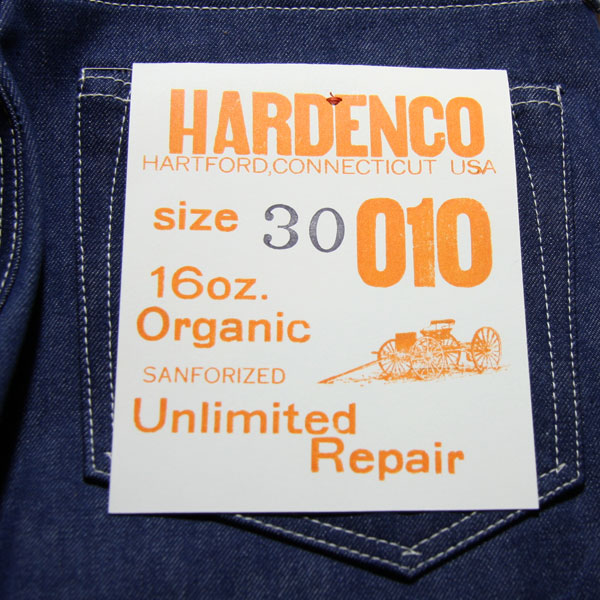 HARDENCO
HARTFORD,CONNECTICUT USA
size 30 010
16oz.
Organic
SANFORIZED
Unlimited
Repair